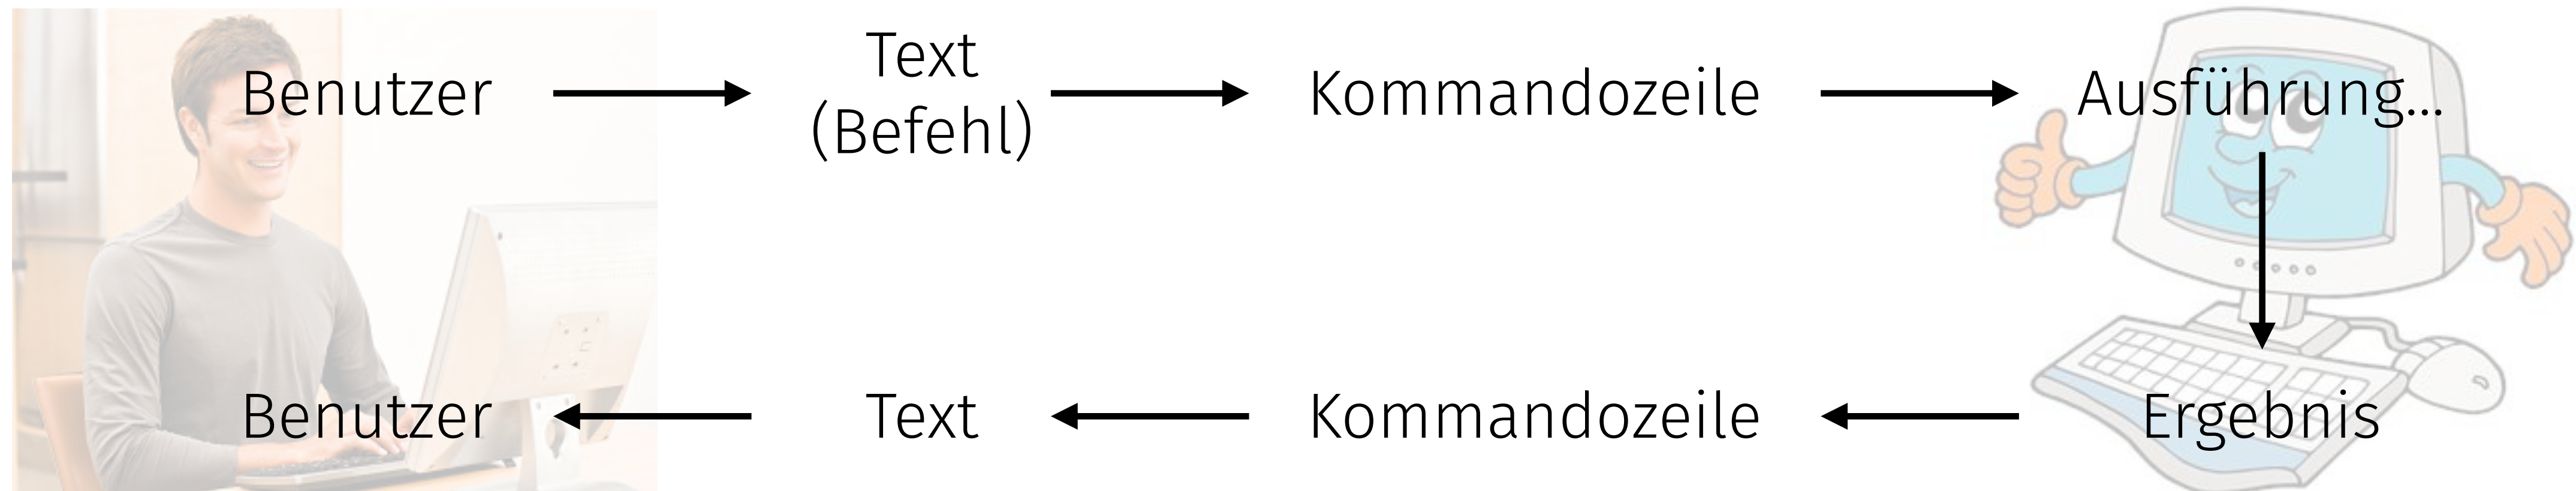 Benutzer
Text
(Befehl)
Kommandozeile
Ausführung...
Benutzer
Text
Kommandozeile
Ergebnis